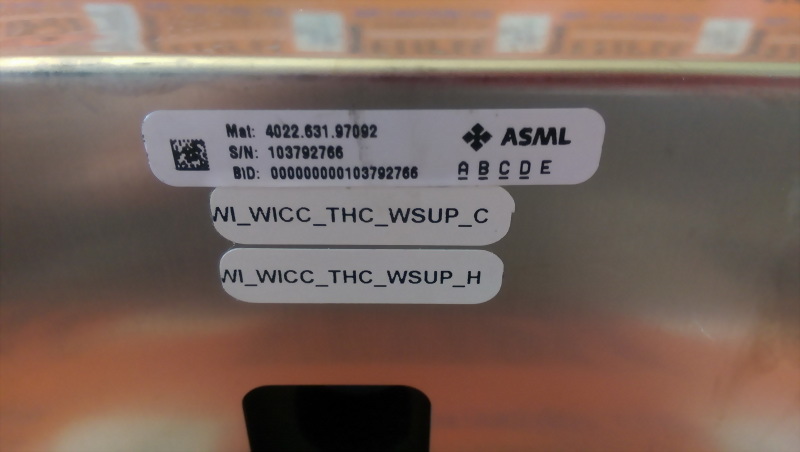 Mat: 4022.631.97092
S/N: 103792766
BID: 000000000103792766
ASML
A B C D E
WI_WICC_THC_WSUP_C
WI_WICC_THC_WSUP_H